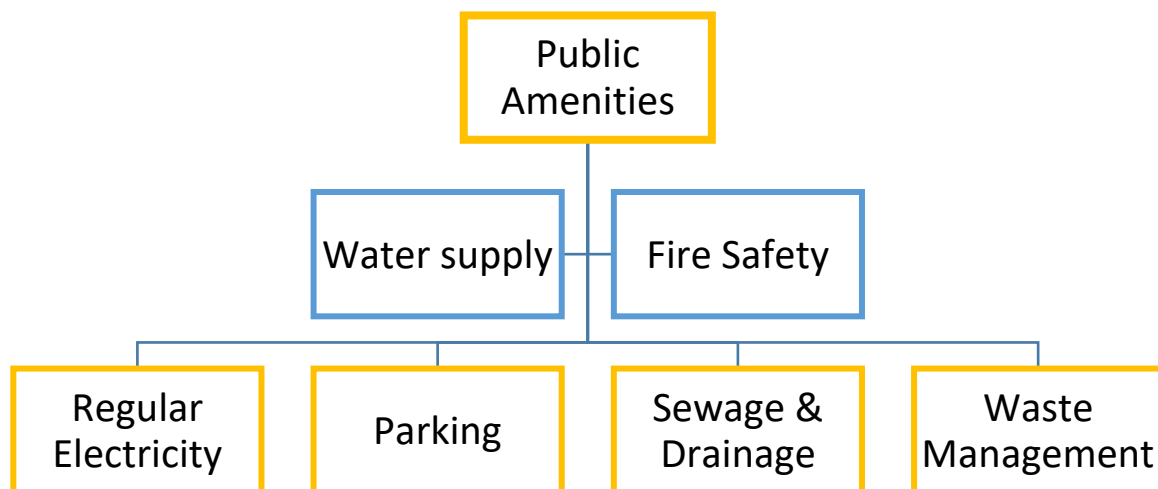 Public
Amenities
Water supply
Fire Safety
Regular
Electricity
Parking
Sewage &
Drainage
Waste
Management